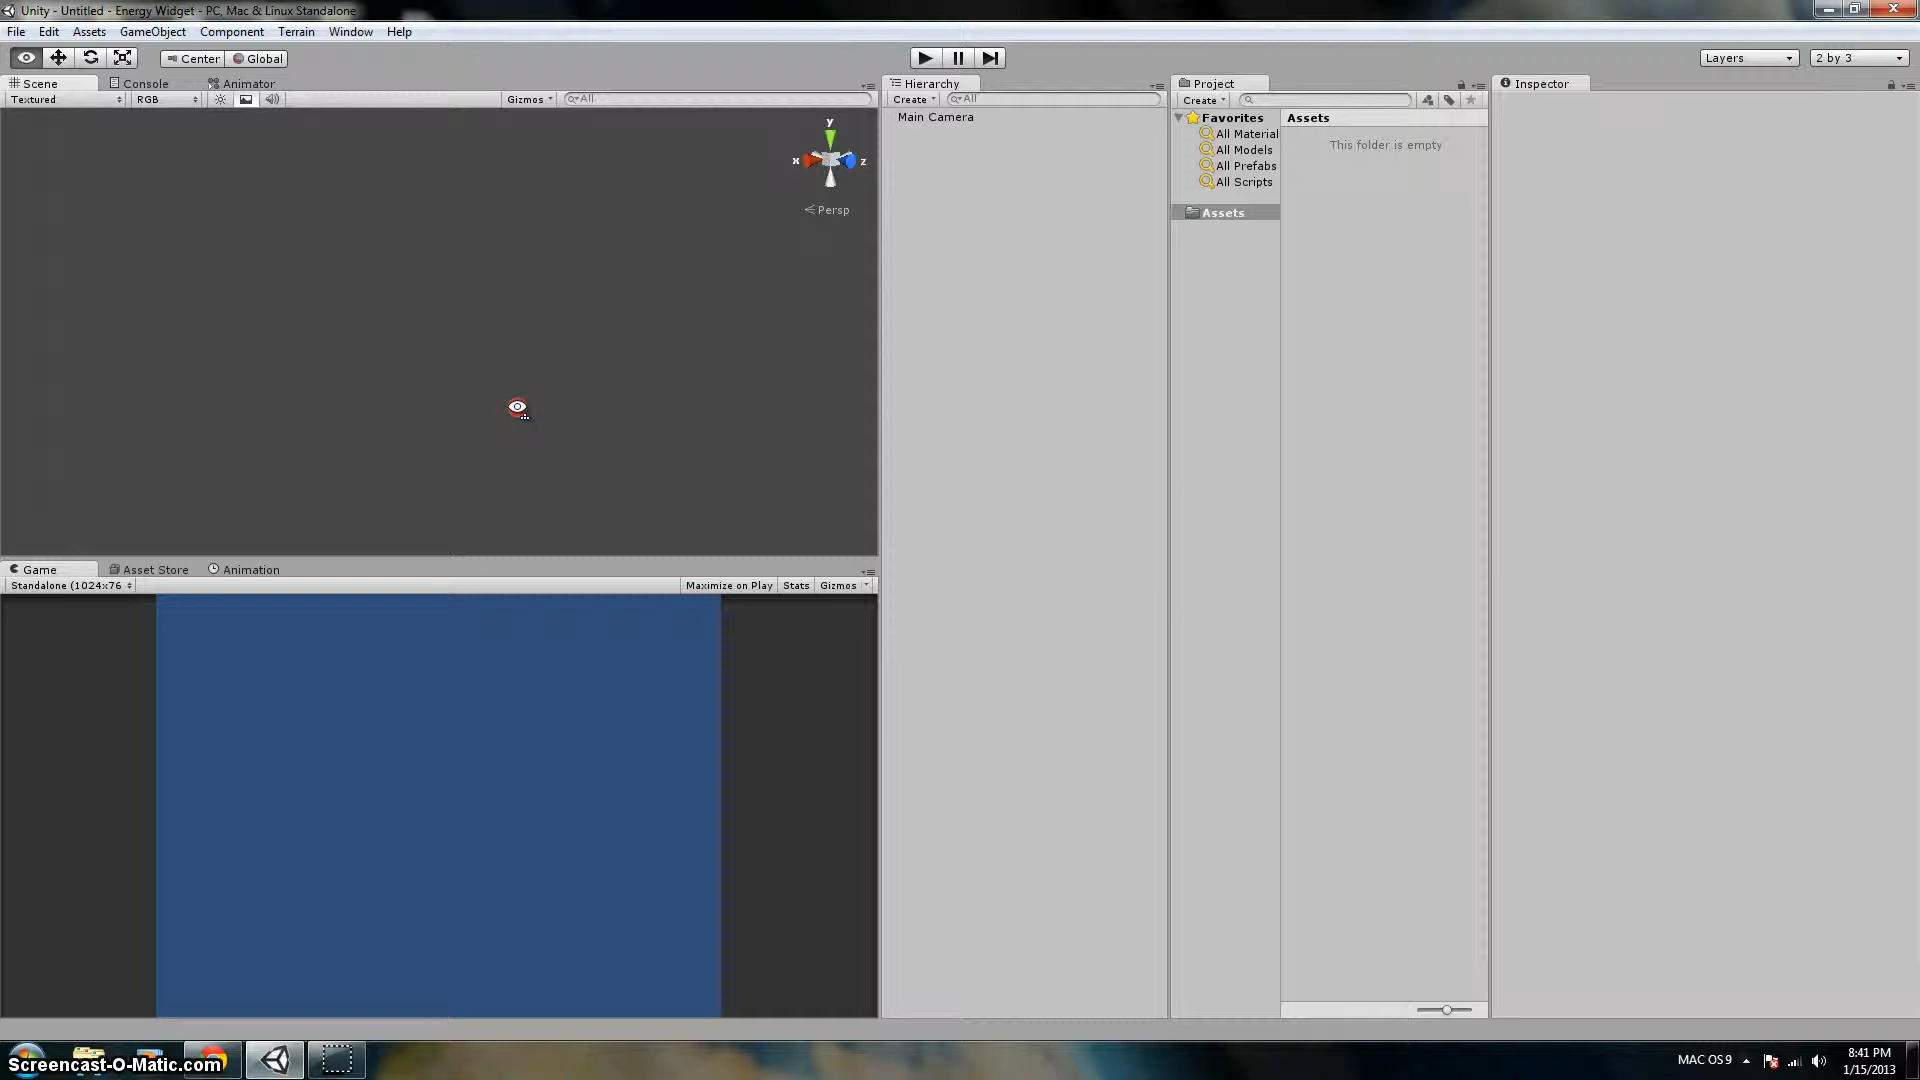 Unity - Untitled - Energy Widget - PC, Mac & Linux Standalone
File Edit Assets GameObject Component Terrain Window Help
Center Global
Layers
2 by 3
Scene Console Animator
Textured RGB Gizmos All
y
x
z
Persp
Hierarchy
Create All
Main Camera
Project
Create
Favorites
All Material
All Models
All Prefabs
All Scripts
Assets
Assets
This folder is empty
Inspector
Game Asset Store Animation
Standalone (1024x76 Maximize on Play Stats Gizmos
Screencast-O-Matic.com
MAC OS9
8:41 PM
1/15/2013